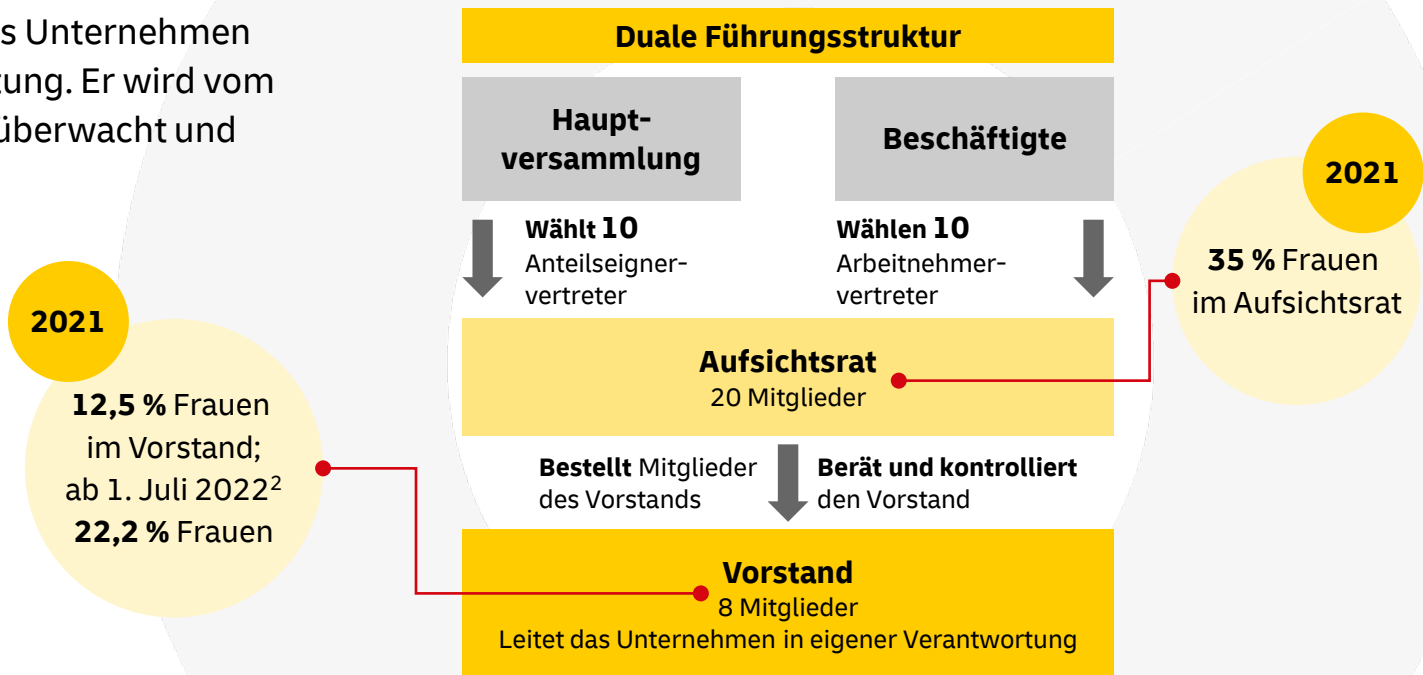 s Unternehmen
tung. Er wird vom
überwacht und
Duale Führungsstruktur
Haupt-
versammlung
Beschäftigte
Wählt 10
Anteilseigner-
vertreter
Wählen 10
Arbeitnehmer-
vertreter
2021
35 % Frauen
im Aufsichtsrat
Aufsichtsrat
20 Mitglieder
2021
12,5 % Frauen
im Vorstand;
ab 1. Juli 2022²
22,2 % Frauen
Bestellt Mitglieder
des Vorstands
Berät und kontrolliert
den Vorstand
Vorstand
8 Mitglieder
Leitet das Unternehmen in eigener Verantwortung